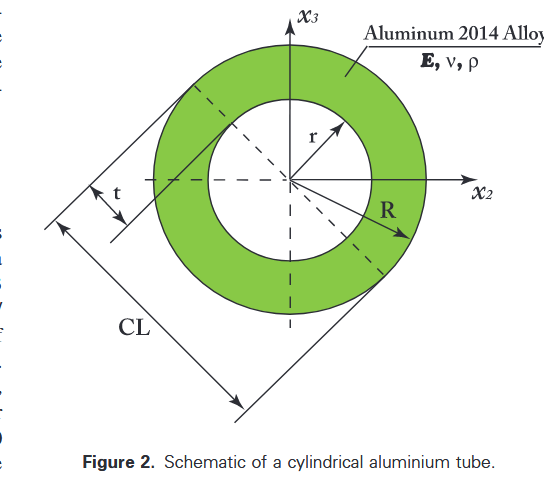 x3
Aluminum 2014 Alloy
E, ν, ρ
r
t
x2
R
CL
Figure 2. Schematic of a cylindrical aluminium tube.